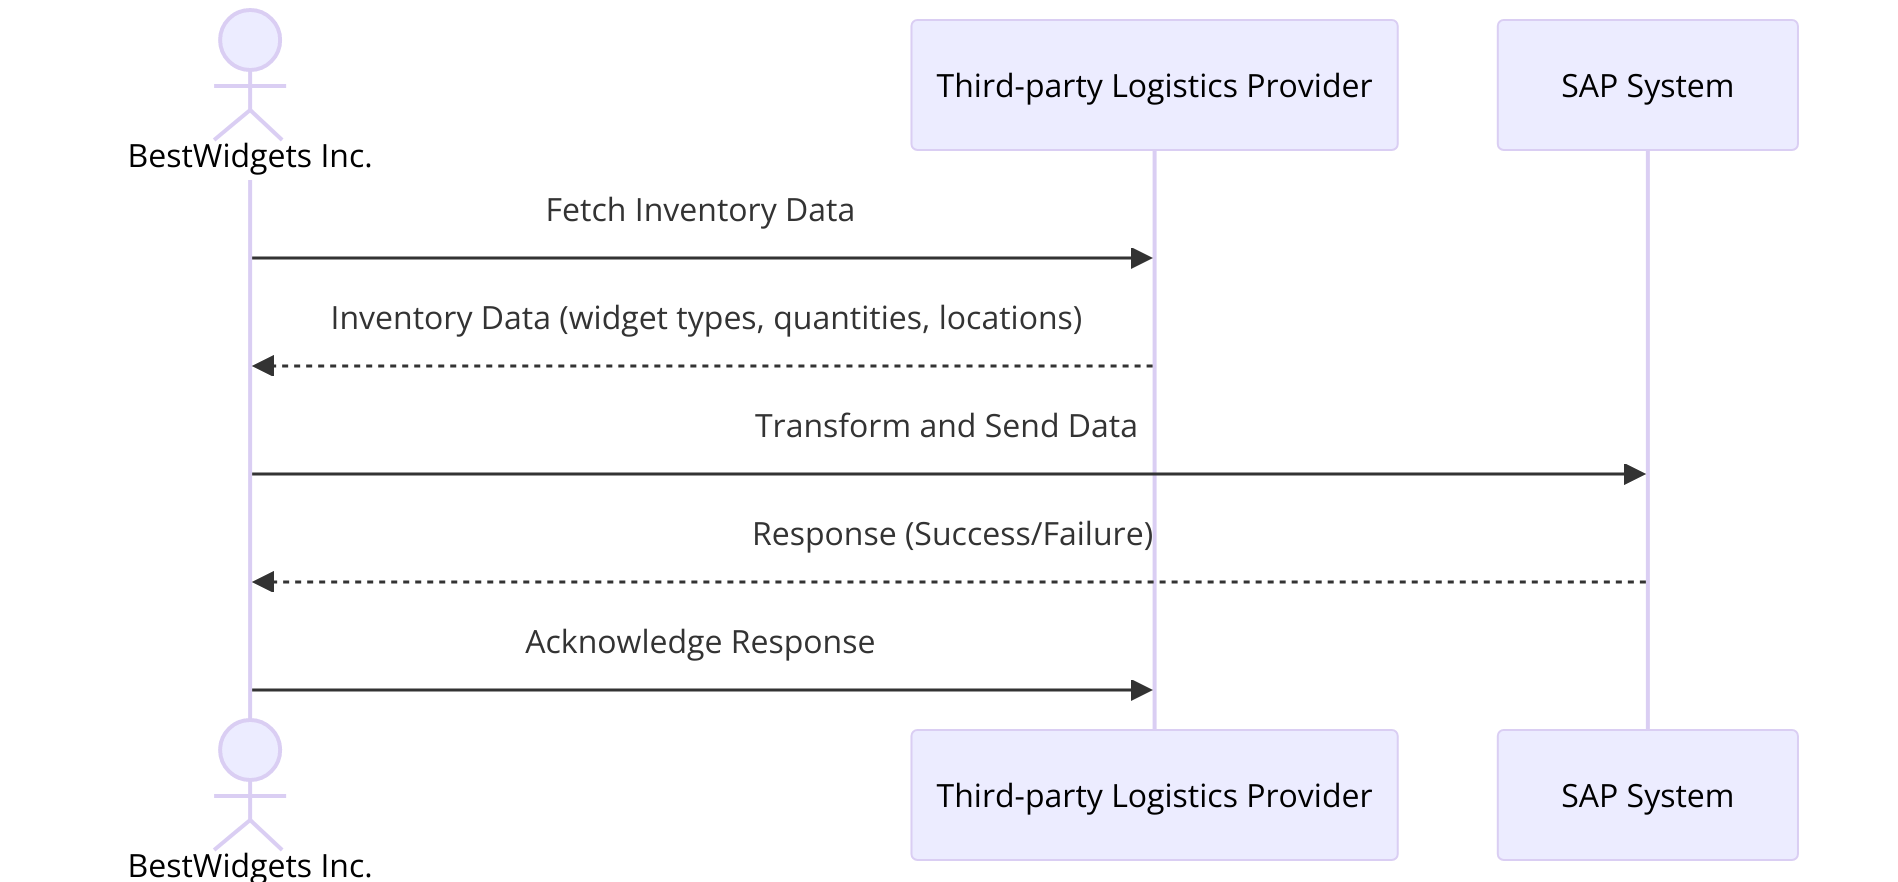 Third-party Logistics Provider
SAP System
BestWidgets Inc.
Fetch Inventory Data
Inventory Data (widget types, quantities, locations)
Transform and Send Data
Response (Success/Failure)
Acknowledge Response
Third-party Logistics Provider
SAP System
BestWidgets Inc.